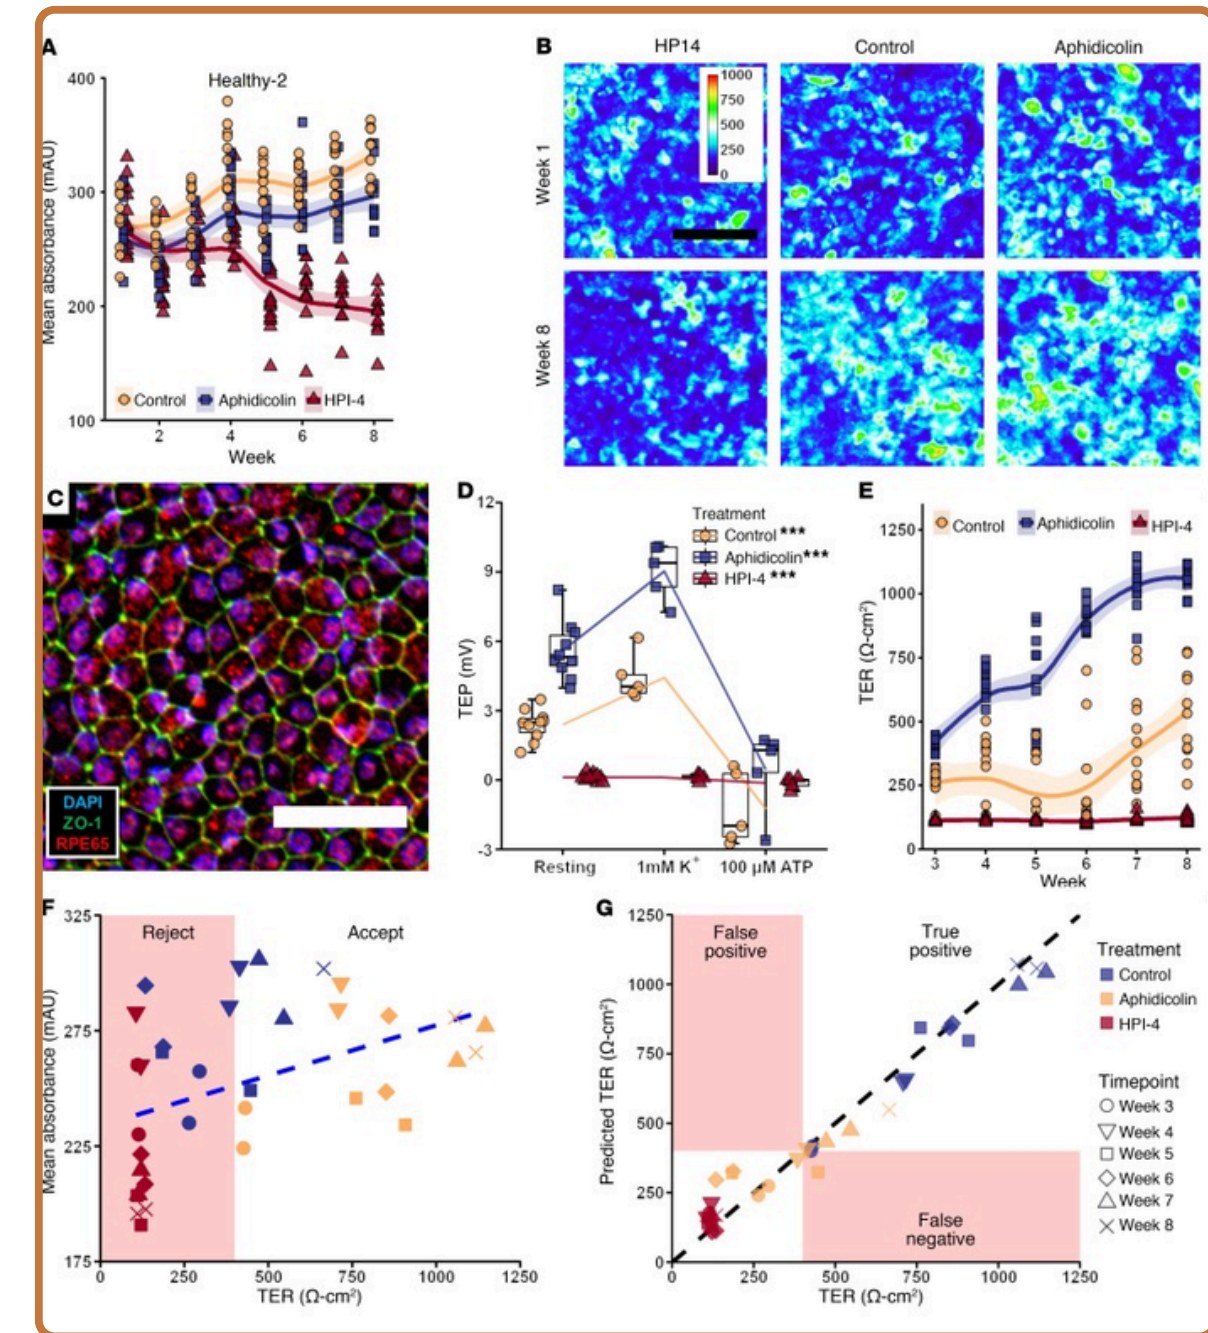 A
Healthy-2
Mean absorbance (mAU)
400
300
200
100
Control
Aphidicolin
HPI-4
2
4
6
8
Week
B
HP14
Control
Aphidicolin
Week 1
Week 8
1000
750
500
250
0
C
DAPI
ZO-1
RPE65
D
TEP (mV)
12
9
6
3
0
-3
Treatment
Control ***
Aphidicolin***
HPI-4 ***
Resting
1mM K+
100 µM ATP
E
TER (Ω-cm²)
1250
1000
750
500
250
0
Control
Aphidicolin
HPI-4
3
4
5
6
7
8
Week
F
Mean absorbance (mAU)
325
275
225
175
Reject
Accept
0
250
500
750
1000
1250
TER (Ω-cm²)
G
Predicted TER (Ω-cm²)
1250
1000
750
500
250
0
False
positive
True
positive
False
negative
0
250
500
750
1000
1250
TER (Ω-cm²)
Treatment
Control
Aphidicolin
HPI-4
Timepoint
Week 3
Week 4
Week 5
Week 6
Week 7
Week 8